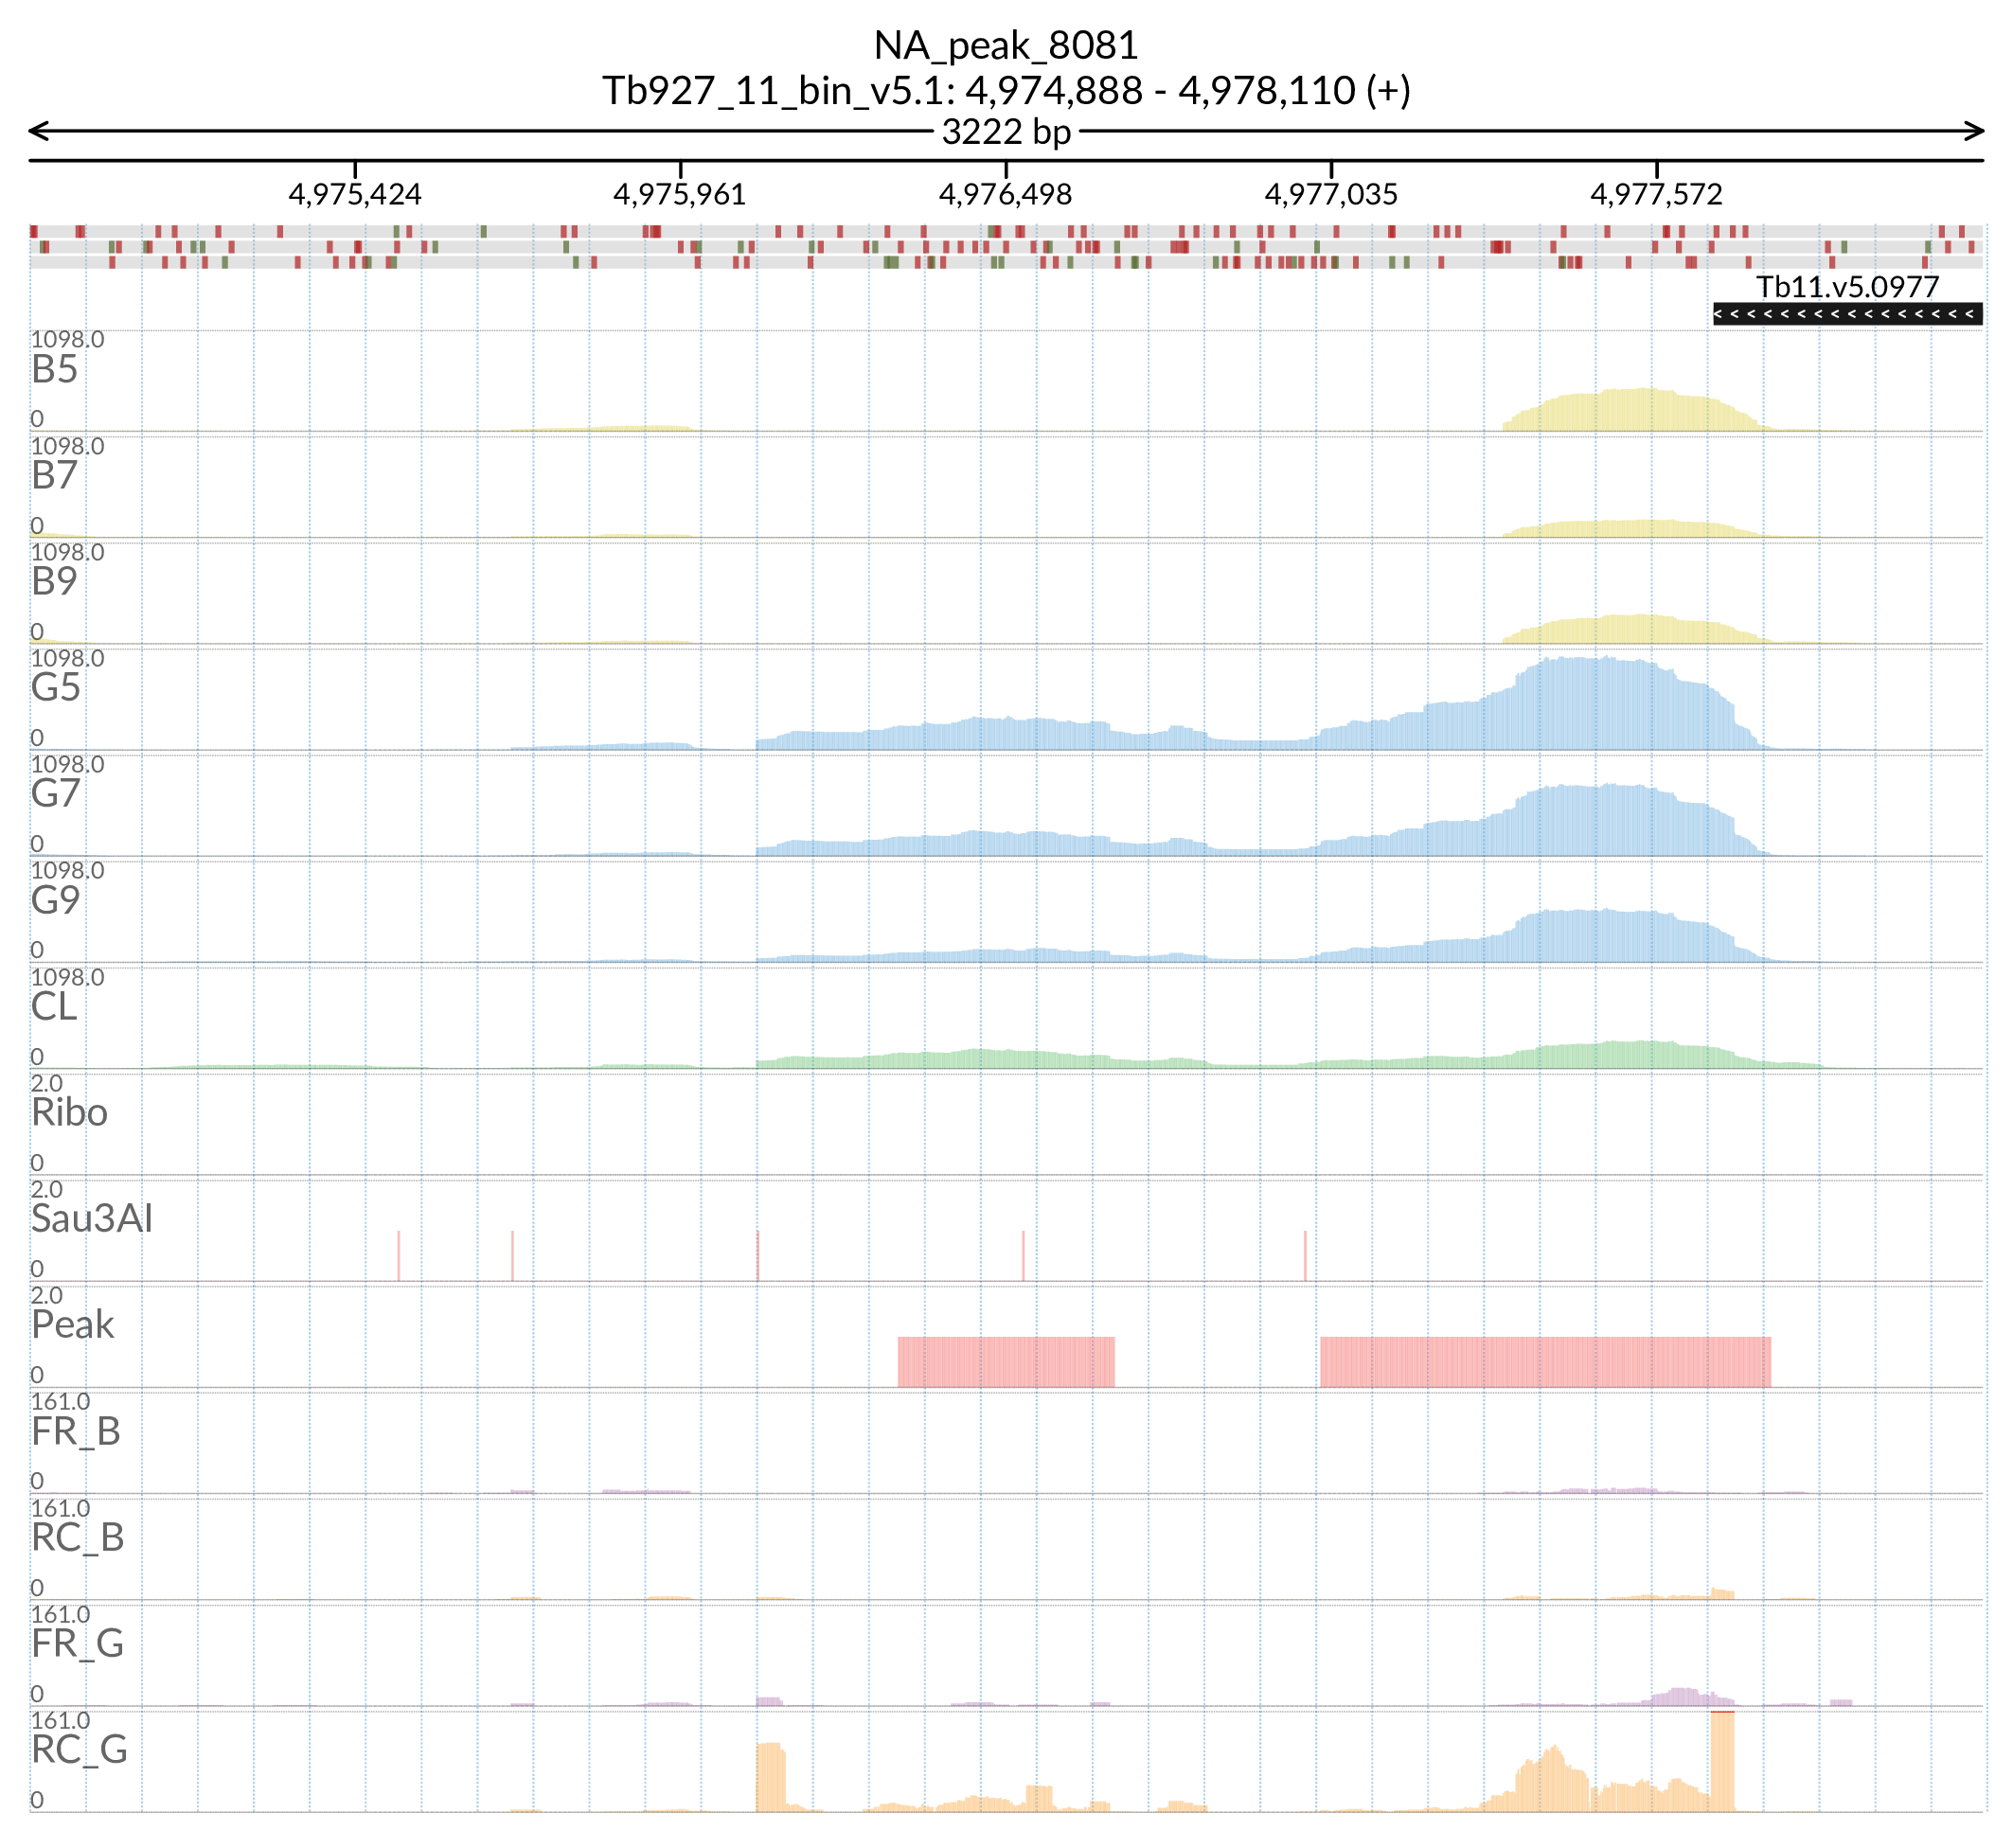 NA_peak_8081
Tb927_11_bin_v5.1: 4,974,888 - 4,978,110 (+)
3222 bp
4,975,424 4,975,961 4,976,498 4,977,035 4,977,572
Tb11.v5.0977
1098.0
B5
0
1098.0
B7
0
1098.0
B9
0
1098.0
G5
0
1098.0
G7
0
1098.0
G9
0
1098.0
CL
0
2.0
Ribo
0
2.0
Sau3AI
0
2.0
Peak
0
161.0
FR_B
0
161.0
RC_B
0
161.0
FR_G
0
161.0
RC_G
0